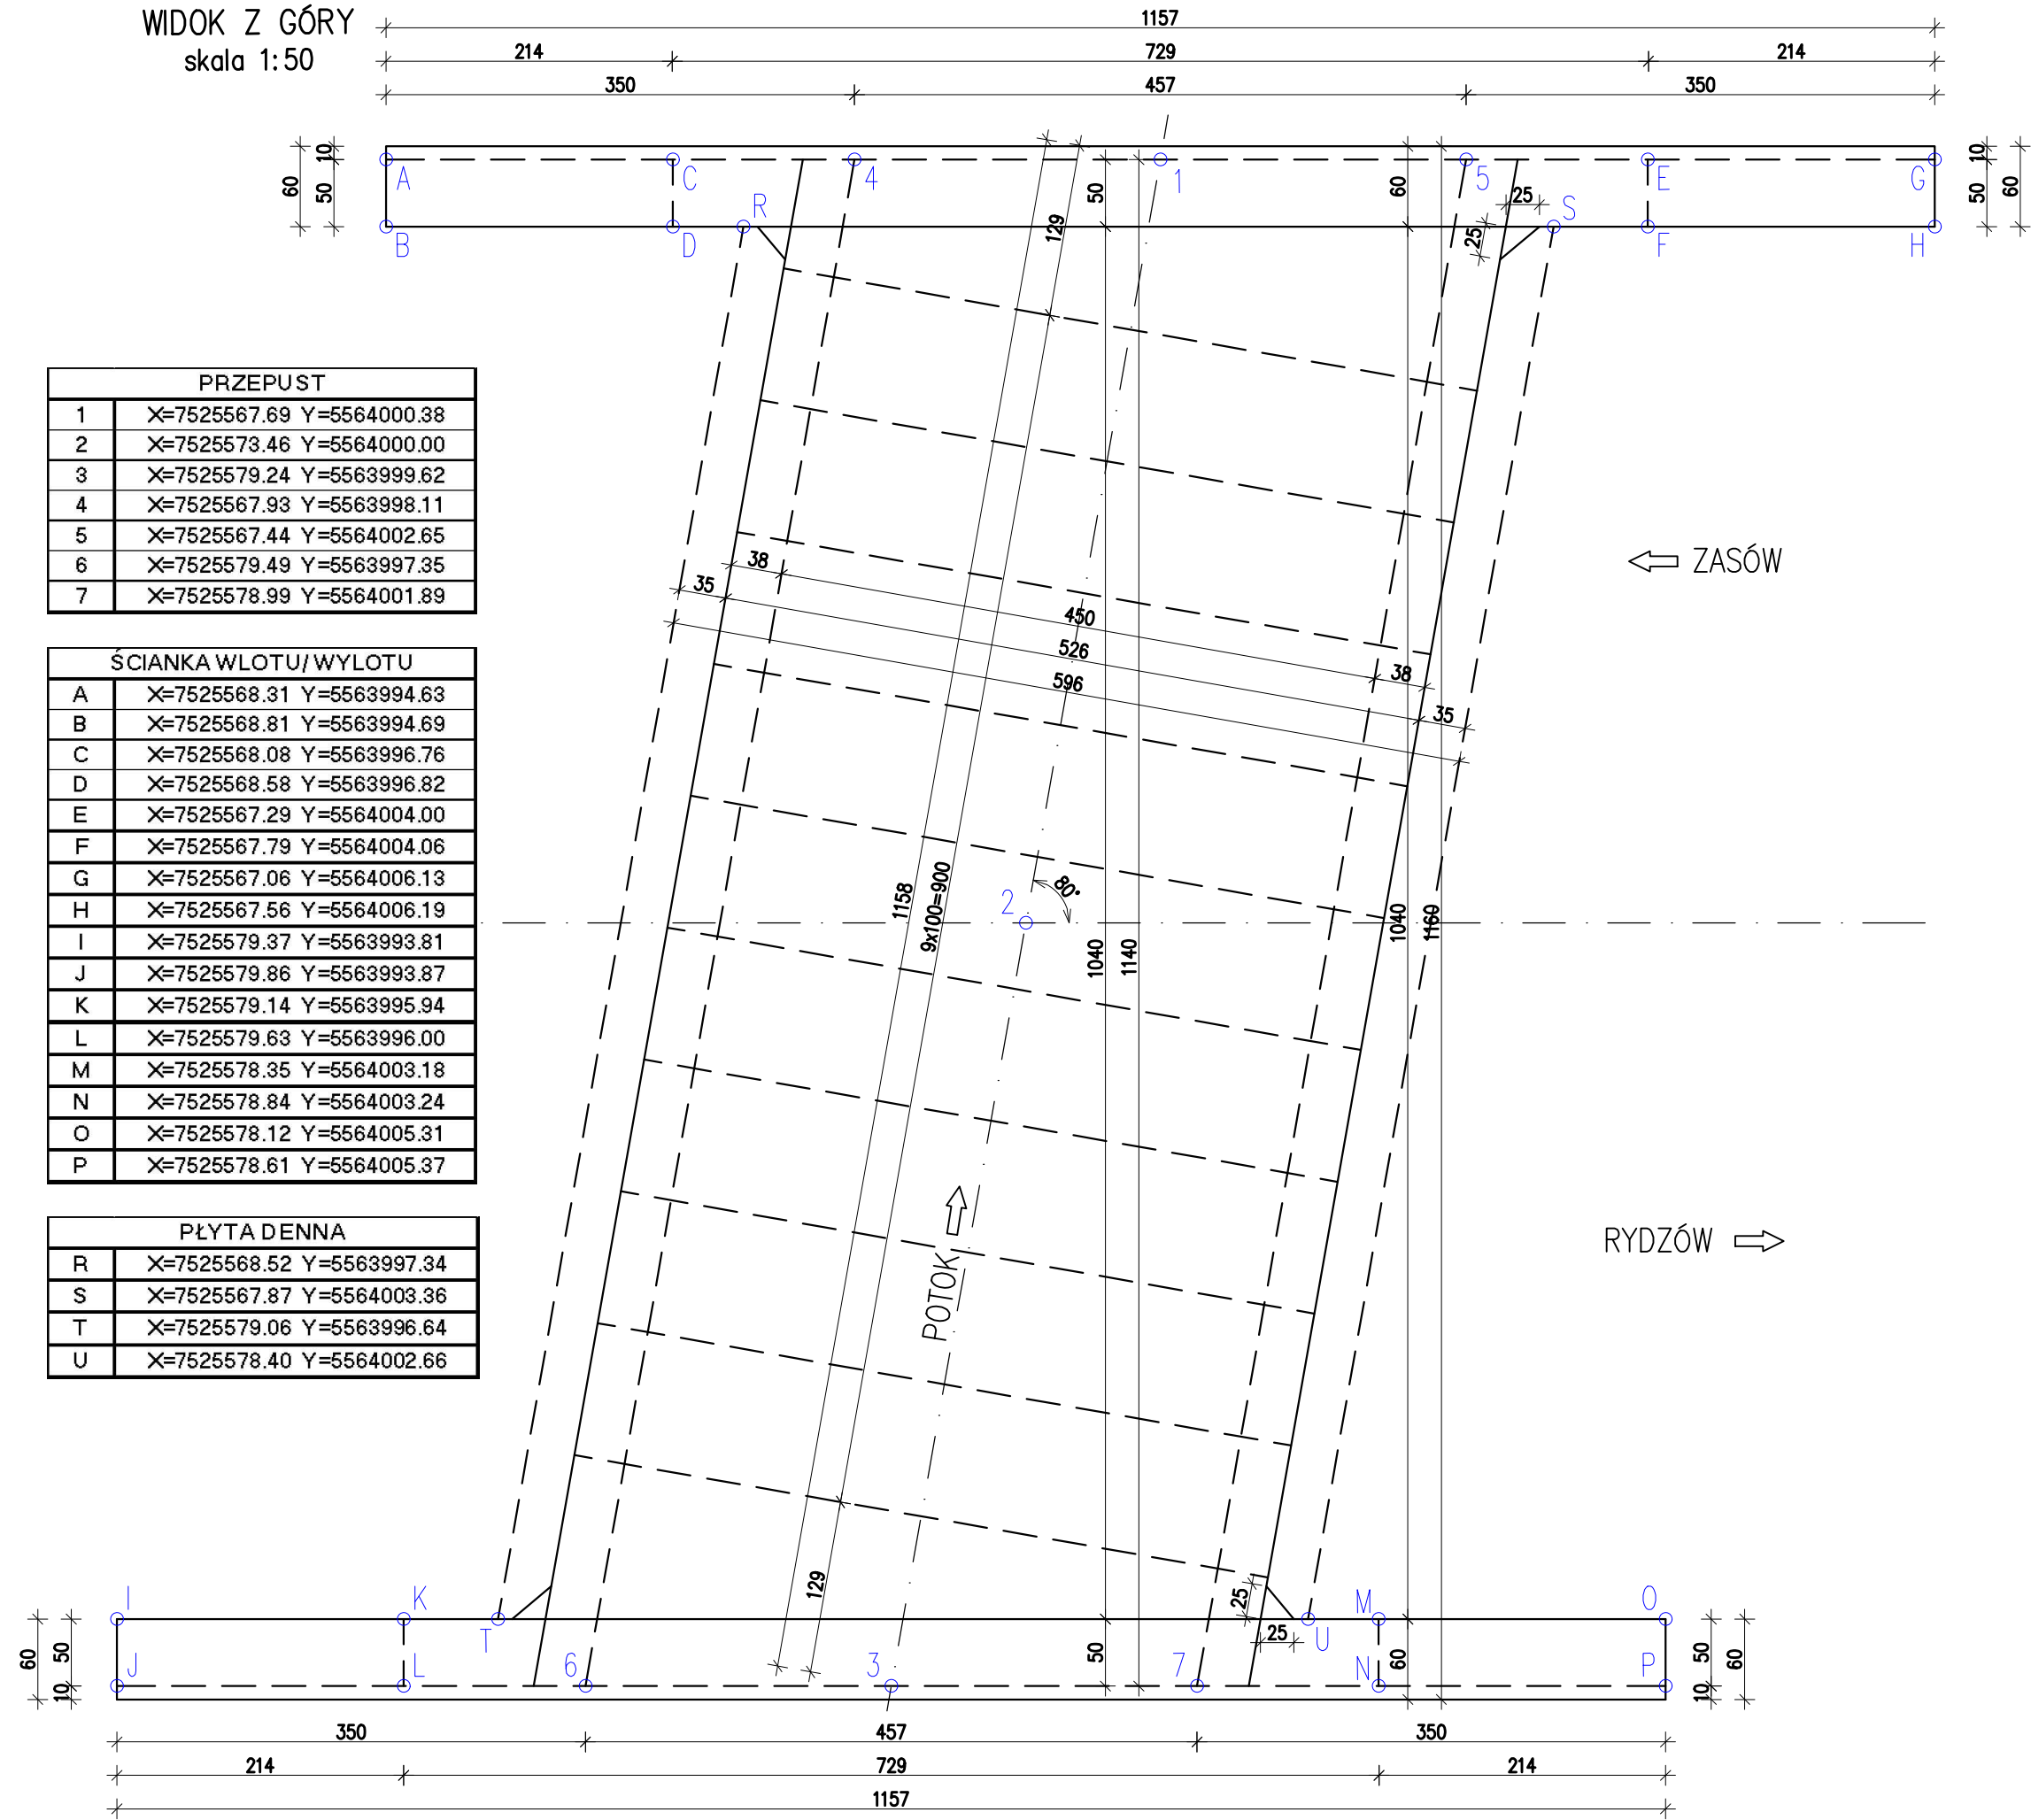 WIDOK Z GÓRY
skala 1:50
1157
214 729 214
350 457 350
10
50
60
A C 4 1 5 E G
50 60
10
50
60
R 25 S
B D F H
129 25
PRZEPUST
1 X=7525567.69 Y=5564000.38
2 X=7525573.46 Y=5564000.00
3 X=7525579.24 Y=5563999.62
4 X=7525567.93 Y=5563998.11
5 X=7525567.44 Y=5564002.65
6 X=7525579.49 Y=5563997.35
7 X=7525578.99 Y=5564001.89
ŚCIANKA WLOTU/WYLOTU
A X=7525568.31 Y=5563994.63
B X=7525568.81 Y=5563994.69
C X=7525568.08 Y=5563996.76
D X=7525568.58 Y=5563996.82
E X=7525567.29 Y=5564004.00
F X=7525567.79 Y=5564004.06
G X=7525567.06 Y=5564006.13
H X=7525567.56 Y=5564006.19
I X=7525579.37 Y=5563993.81
J X=7525579.86 Y=5563993.87
K X=7525579.14 Y=5563995.94
L X=7525579.63 Y=5563996.00
M X=7525578.35 Y=5564003.18
N X=7525578.84 Y=5564003.24
O X=7525578.12 Y=5564005.31
P X=7525578.61 Y=5564005.37
PŁYTA DENNA
R X=7525568.52 Y=5563997.34
S X=7525567.87 Y=5564003.36
T X=7525579.06 Y=5563996.64
U X=7525578.40 Y=5564002.66
ZASÓW
38 450 38
35 526 35
596
1158
9x100=900
2
80°
1040
1140
1040
1160
POTOK
RYDZÓW
129
25
I K M O
T 25 U
60
50
10
J L 6 3 7 N P
50 60
50
10
60
350 457 350
214 729 214
1157